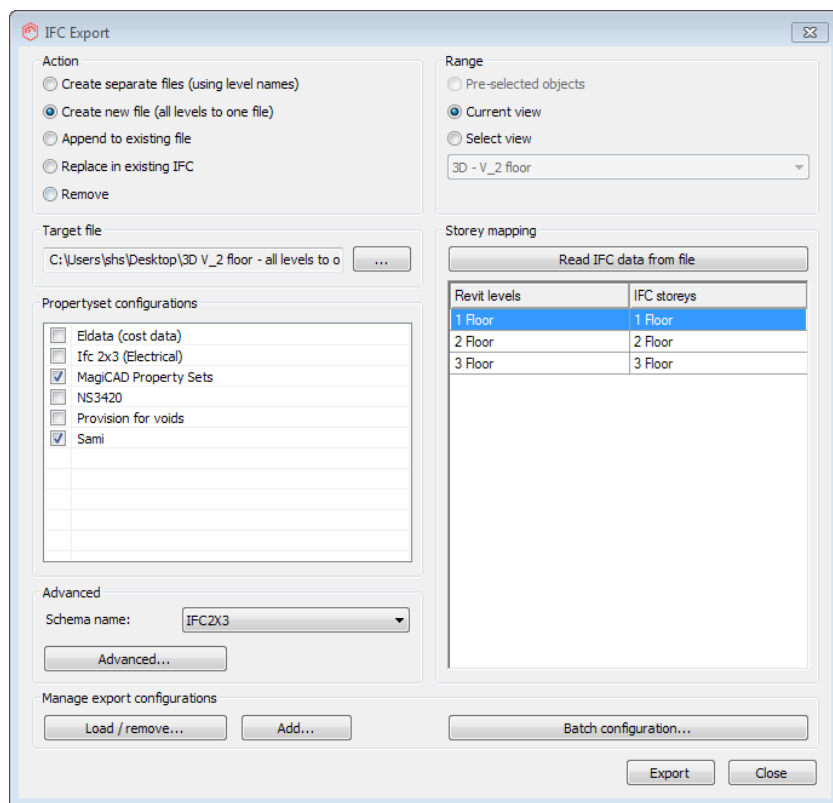 IFC Export
Action
Create separate files (using level names)
Create new file (all levels to one file)
Append to existing file
Replace in existing IFC
Remove
Range
Pre-selected objects
Current view
Select view
3D - V_2 floor
Target file
C:\Users\shs\Desktop\3D V_2 floor - all levels to o
...
Propertyset configurations
Eldata (cost data)
Ifc 2x3 (Electrical)
MagiCAD Property Sets
NS3420
Provision for voids
Sami
Storey mapping
Read IFC data from file
Revit levels IFC storeys
1 Floor 1 Floor
2 Floor 2 Floor
3 Floor 3 Floor
Advanced
Schema name: IFC2X3
Advanced...
Manage export configurations
Load / remove... Add... Batch configuration...
Export Close